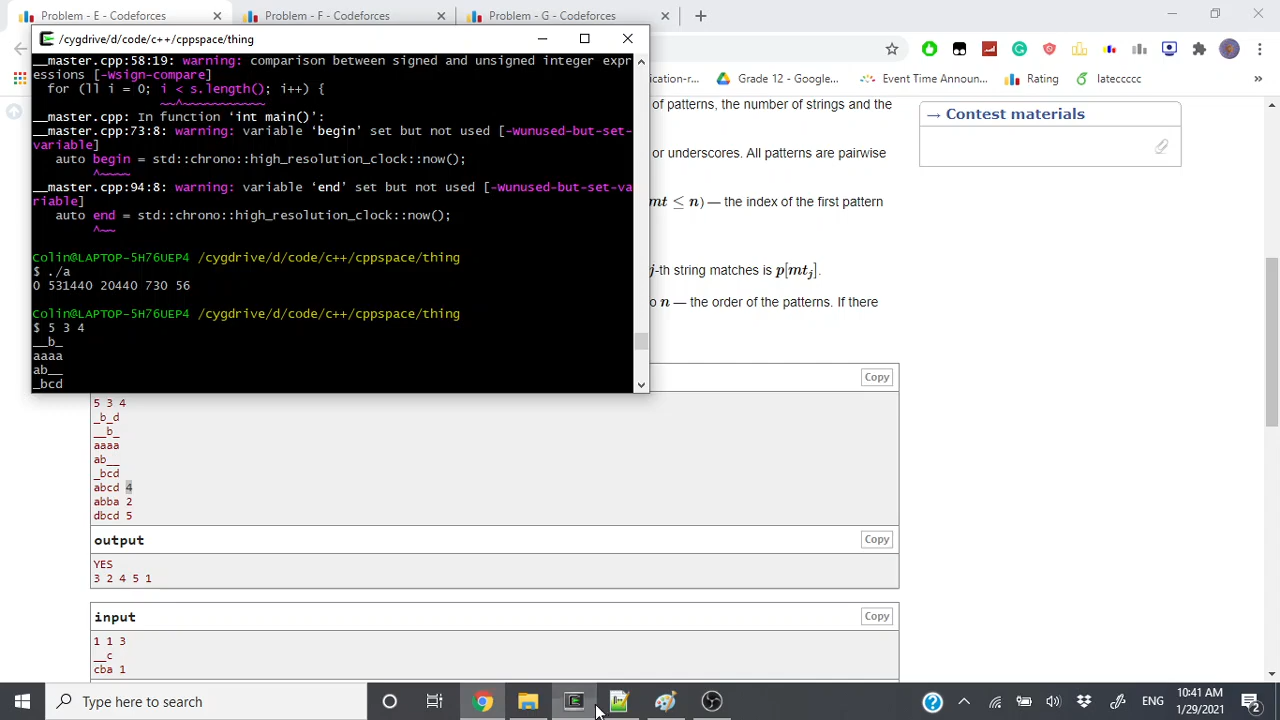 Problem - E - Codeforces
Problem - F - Codeforces
Problem - G - Codeforces
/cygdrive/d/code/c++/cppspace/thing
__master.cpp:58:19: warning: comparison between signed and unsigned integer expr
essions [-Wsign-compare]
for (ll i = 0; i < s.length(); i++) {
~~^~~~~~~~~~~~
__master.cpp: In function ‘int main()’:
__master.cpp:73:8: warning: variable ‘begin’ set but not used [-Wunused-but-set-
variable]
auto begin = std::chrono::high_resolution_clock::now();
^~~~~
__master.cpp:94:8: warning: variable ‘end’ set but not used [-Wunused-but-set-va
riable]
auto end = std::chrono::high_resolution_clock::now();
^~~
Colin@LAPTOP-5H76UEP4 /cygdrive/d/code/c++/cppspace/thing
$ ./a
0 531440 20440 730 56
Colin@LAPTOP-5H76UEP4 /cygdrive/d/code/c++/cppspace/thing
$ 5 3 4
__b_
aaaa
ab__
_bcd
ication-r...
Grade 12 - Google...
Event Time Announ...
Rating
lateccccc
of patterns, the number of strings and the
or underscores. All patterns are pairwise
mt ≤ n) — the index of the first pattern
j-th string matches is p[mt_j].
o n — the order of the patterns. If there
→ Contest materials
Copy
5 3 4
_b_d
__b_
aaaa
ab__
_bcd
abcd 4
abba 2
dbcd 5
output
Copy
YES
3 2 4 5 1
input
Copy
1 1 3
__c
cba 1
Type here to search
ENG
10:41 AM
1/29/2021
2